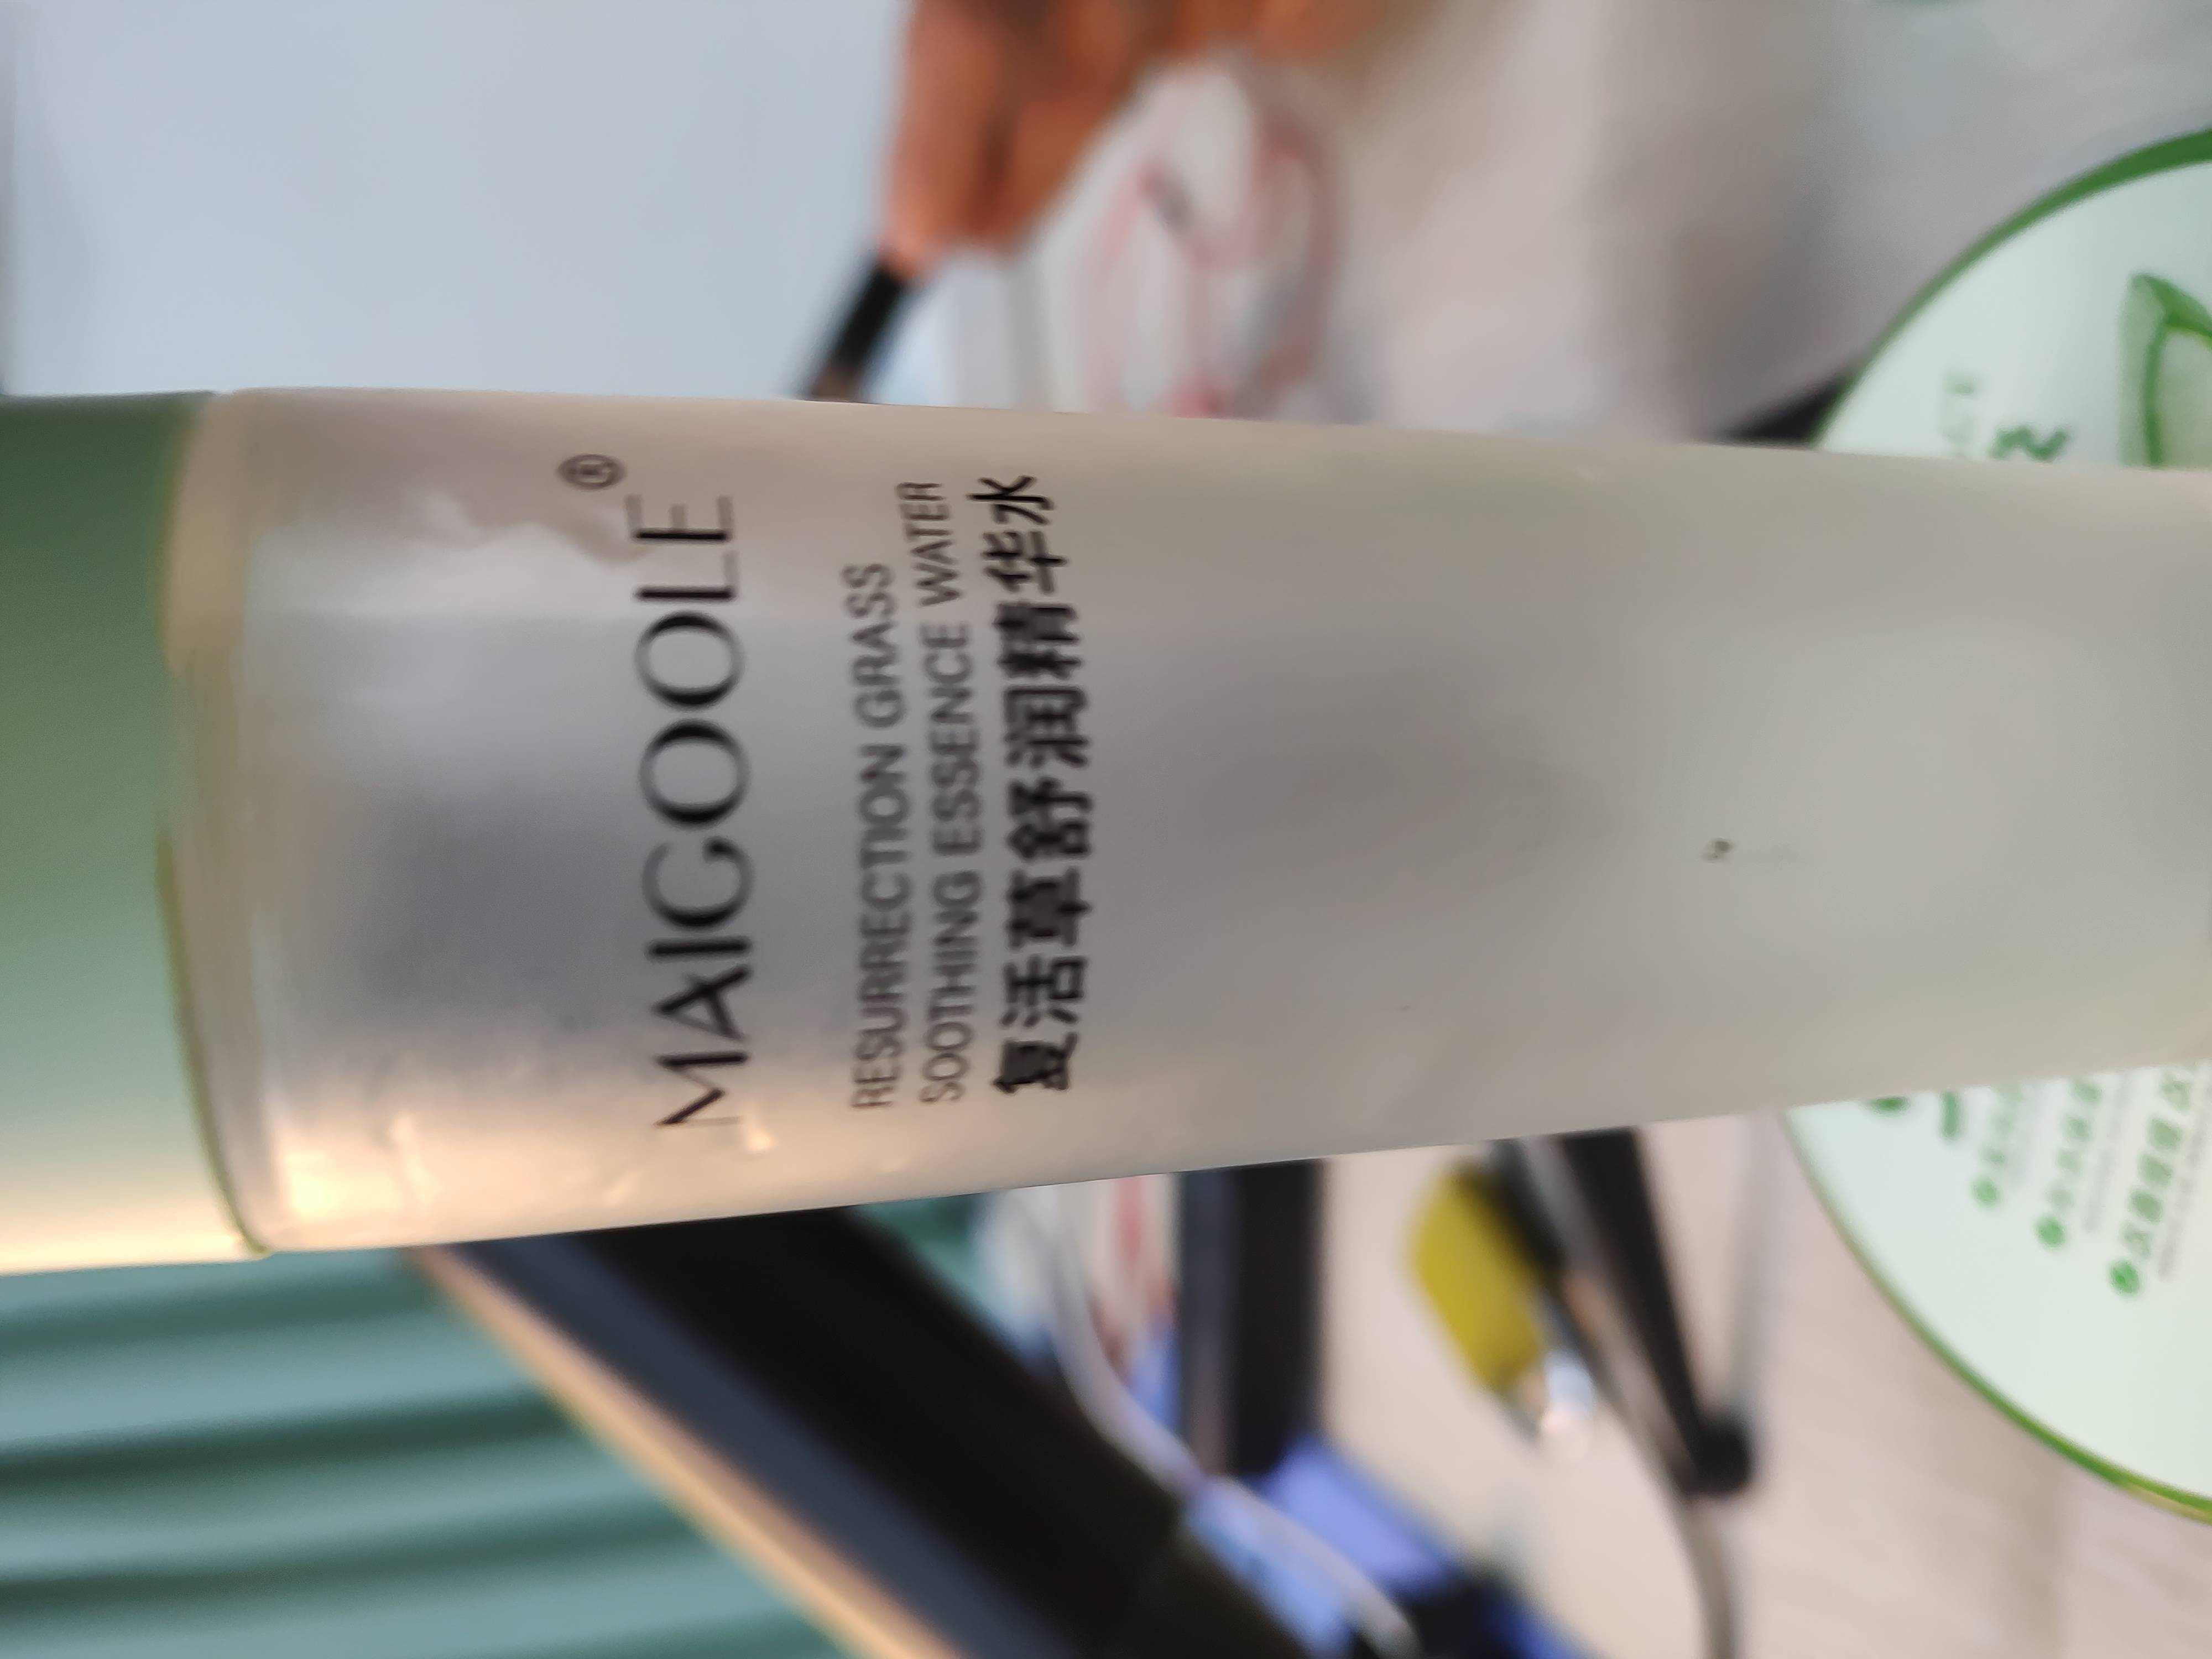 MAIGOOLE®
RESURRECTION GRASS
SOOTHING ESSENCE WATER
复活草舒润精华水